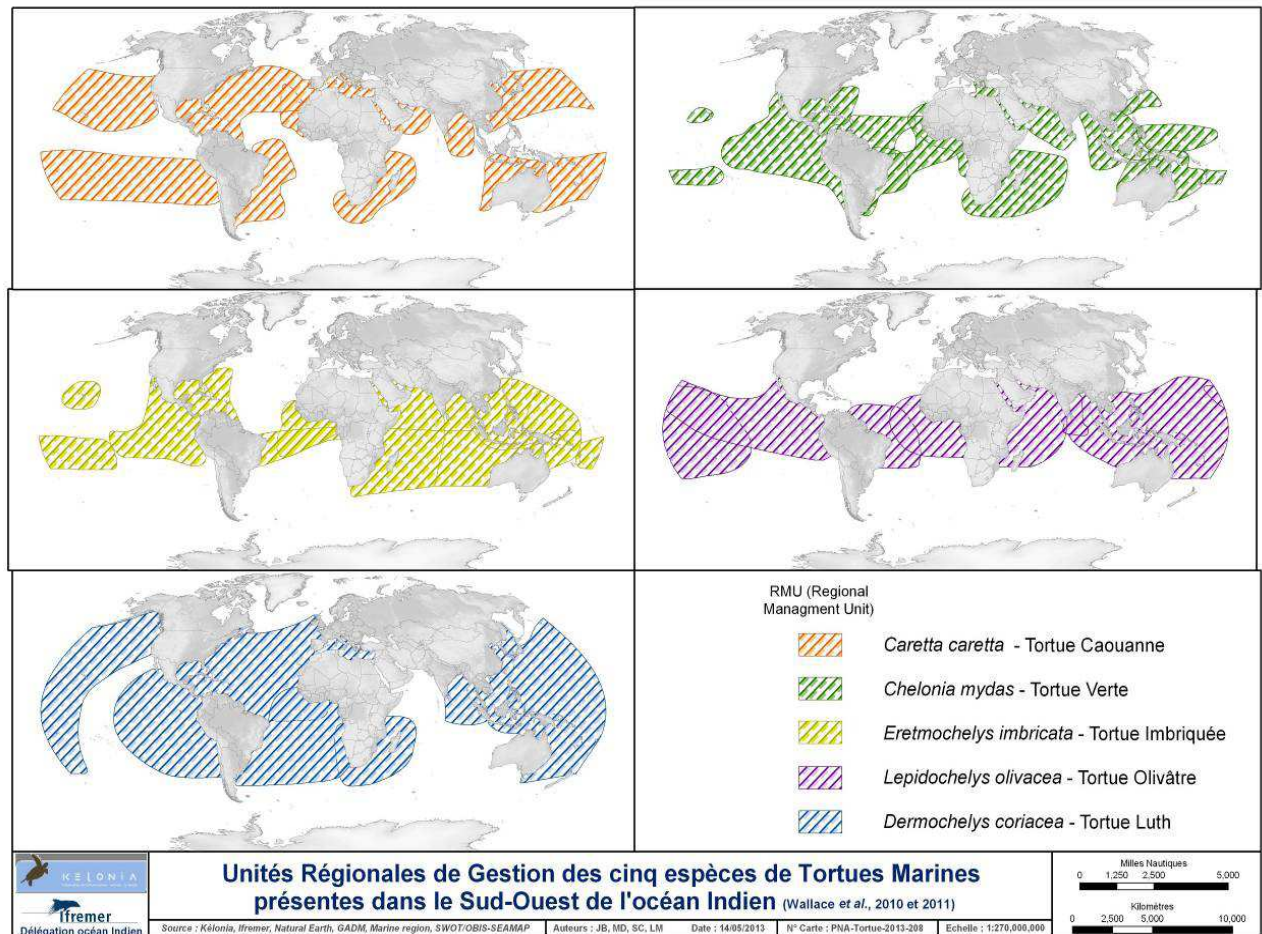 RMU (Regional
Managment Unit)
Caretta caretta - Tortue Caouanne
Chelonia mydas - Tortue Verte
Eretmochelys imbricata - Tortue Imbriquée
Lepidochelys olivacea - Tortue Olivâtre
Dermochelys coriacea - Tortue Luth
KELONIA
Ifremer
Délégation océan Indien
Unités Régionales de Gestion des cinq espèces de Tortues Marines
présentes dans le Sud-Ouest de l'océan Indien (Wallace et al., 2010 et 2011)
Source : Kélonia, Ifremer, Natural Earth, GADM, Marine region, SWOT/OBIS-SEAMAP
Auteurs : JB, MD, SC, LM
Date : 14/05/2013
N° Carte : PNA-Tortue-2013-208
Echelle : 1:270,000,000
Milles Nautiques
0 1,250 2,500 5,000
Kilomètres
0 2,500 5,000 10,000